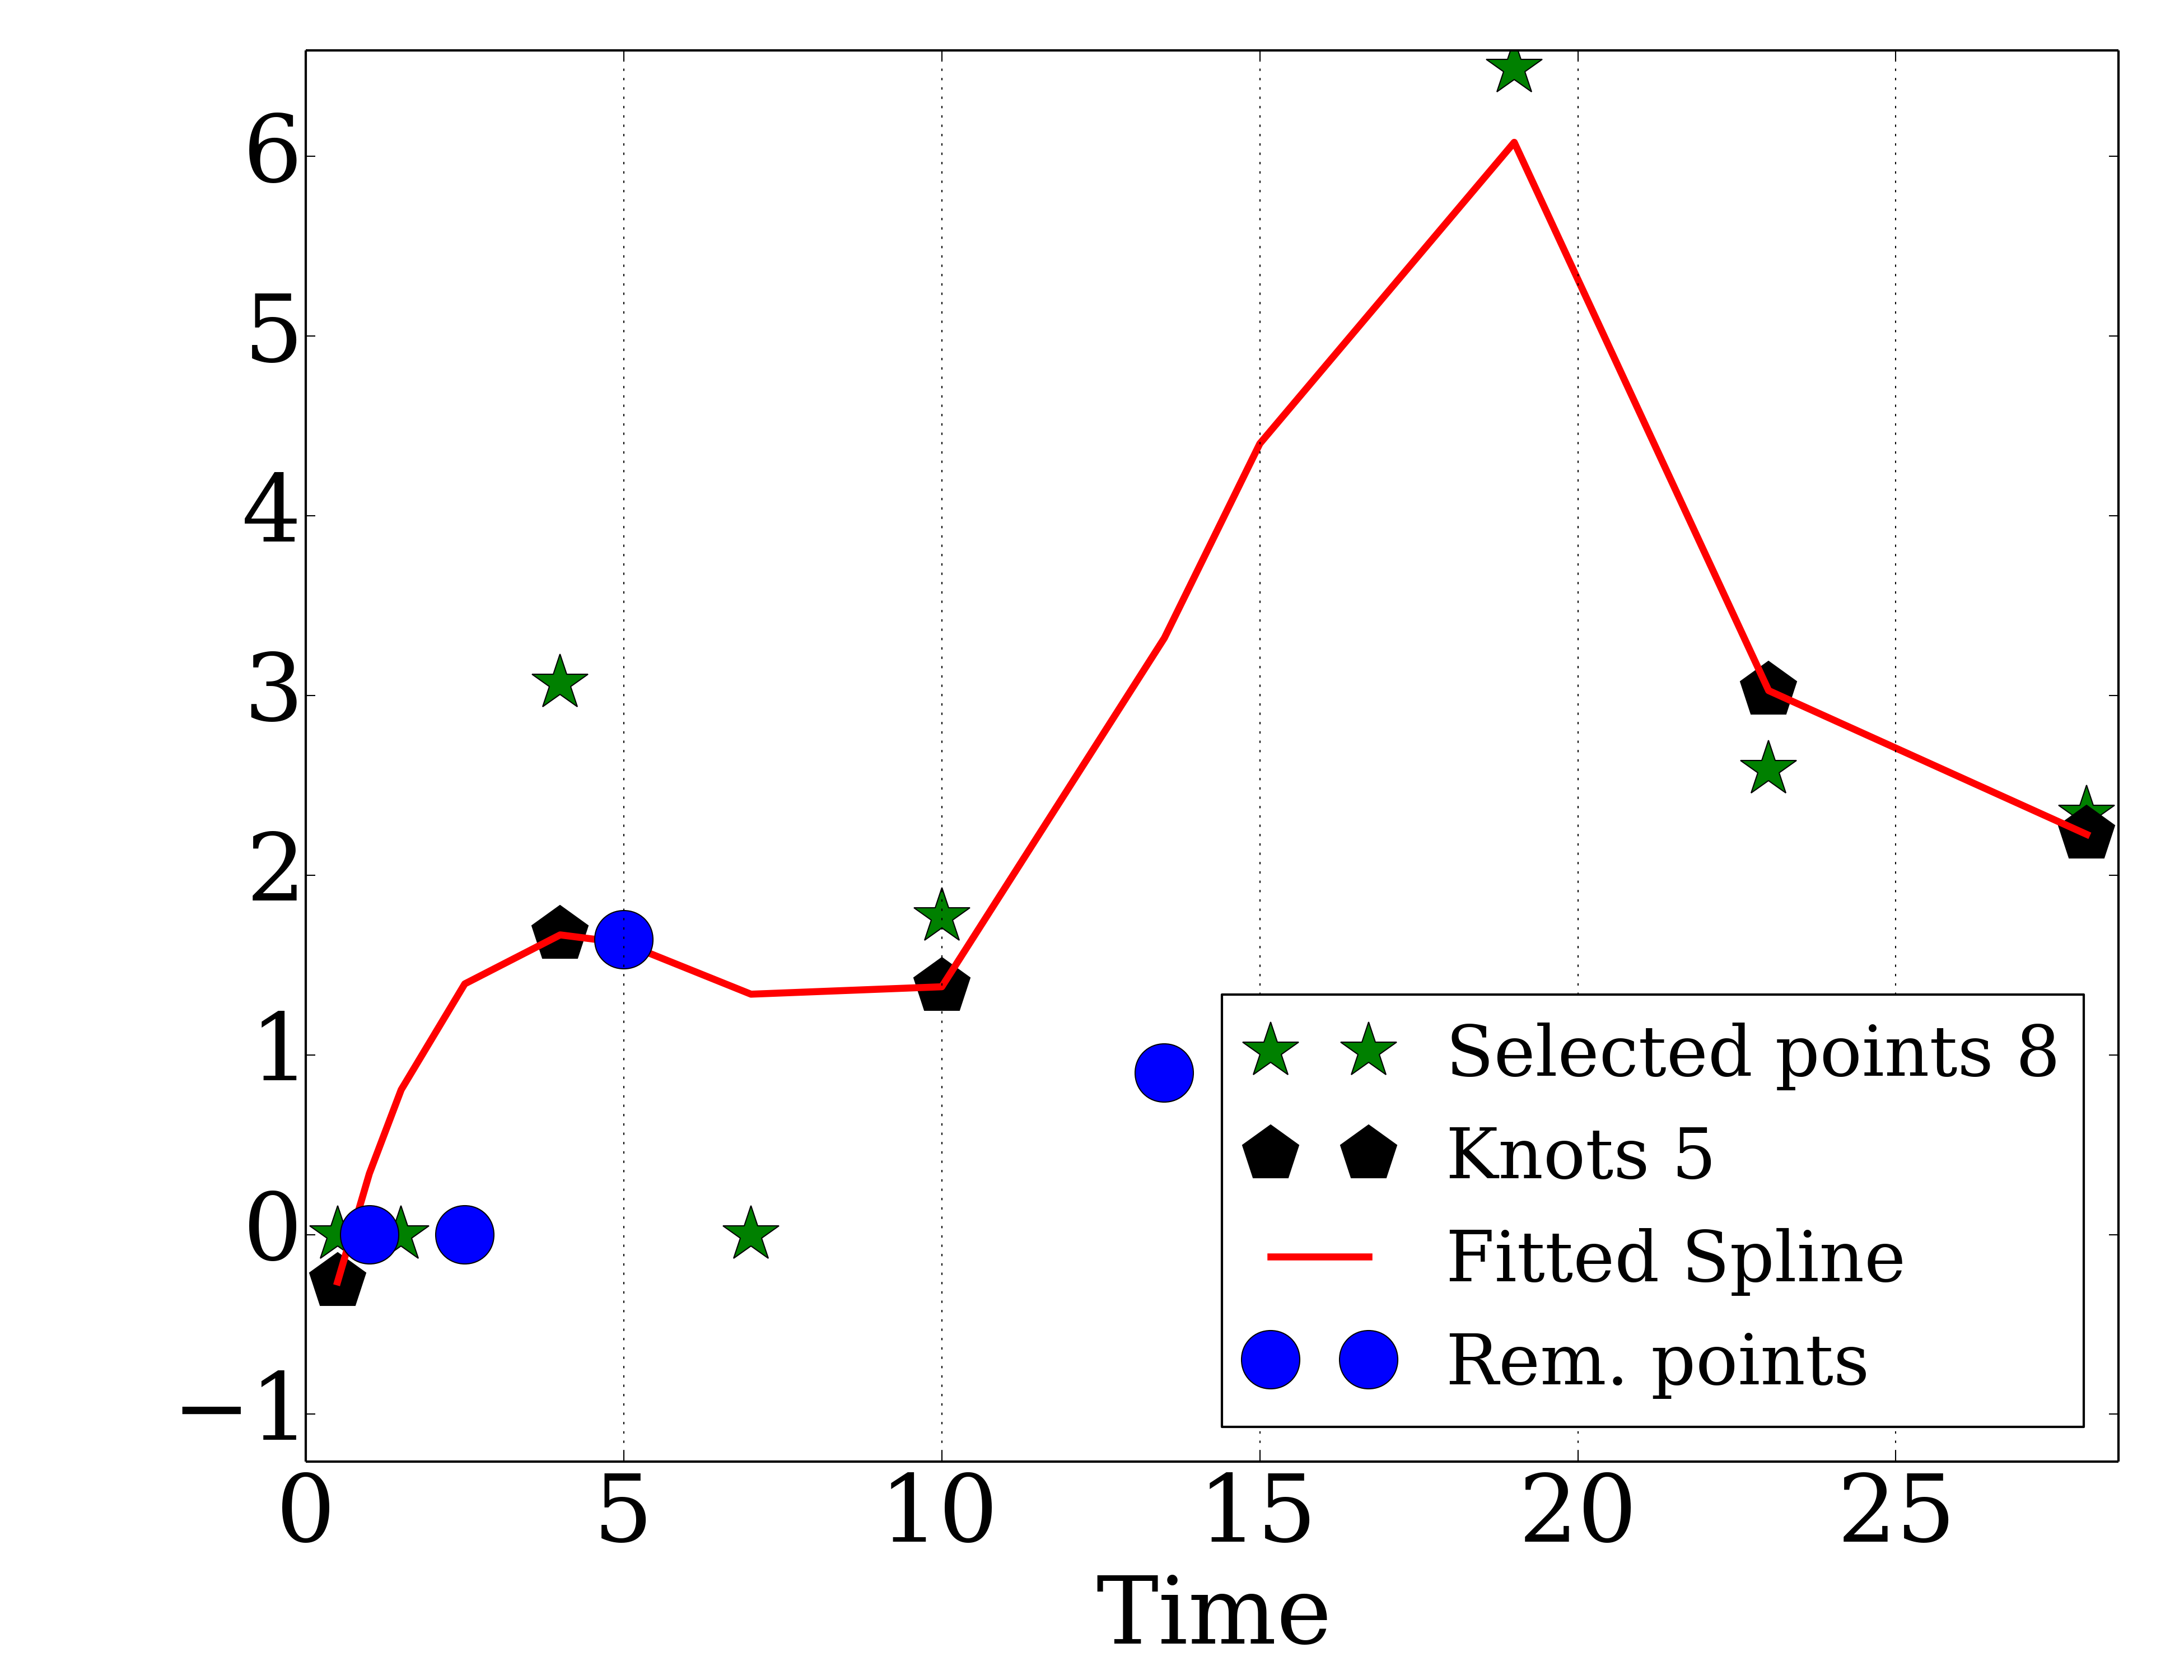 6
5
4
3
2
1
0
−1
0 5 10 15 20 25
Time
Selected points 8
Knots 5
Fitted Spline
Rem. points